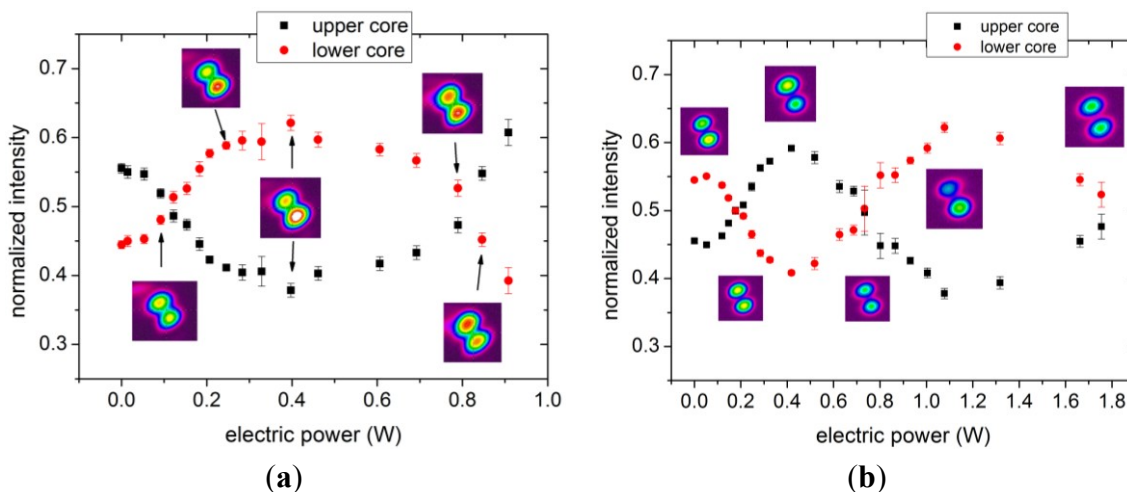 (a)
upper core
lower core
0.7
0.6
0.5
0.4
0.3
normalized intensity
0.0 0.2 0.4 0.6 0.8 1.0
electric power (W)
(b)
upper core
lower core
0.7
0.6
0.5
0.4
0.3
normalized intensity
0.0 0.2 0.4 0.6 0.8 1.0 1.2 1.4 1.6 1.8
electric power (W)
(a) (b)